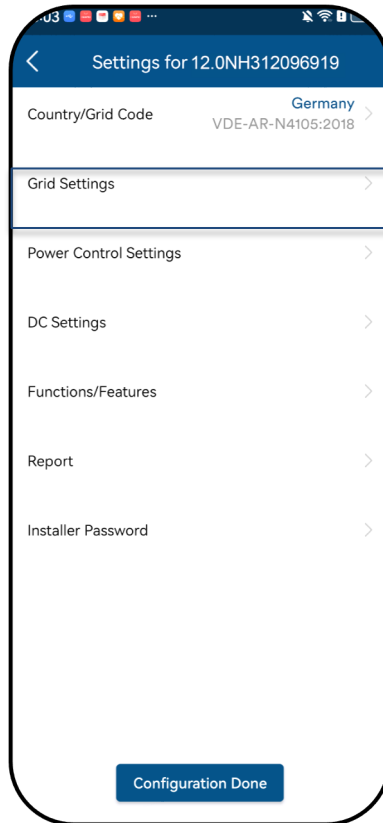 Settings for 12.0NH312096919
Country/Grid Code
Germany
VDE-AR-N4105:2018
Grid Settings
Power Control Settings
DC Settings
Functions/Features
Report
Installer Password
Configuration Done